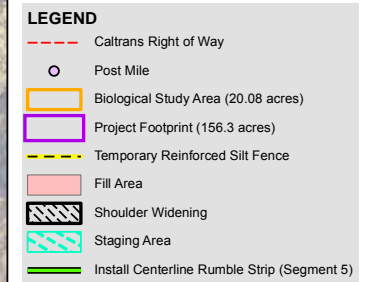 LEGEND
Caltrans Right of Way
Post Mile
Biological Study Area (20.08 acres)
Project Footprint (156.3 acres)
Temporary Reinforced Silt Fence
Fill Area
Shoulder Widening
Staging Area
Install Centerline Rumble Strip (Segment 5)